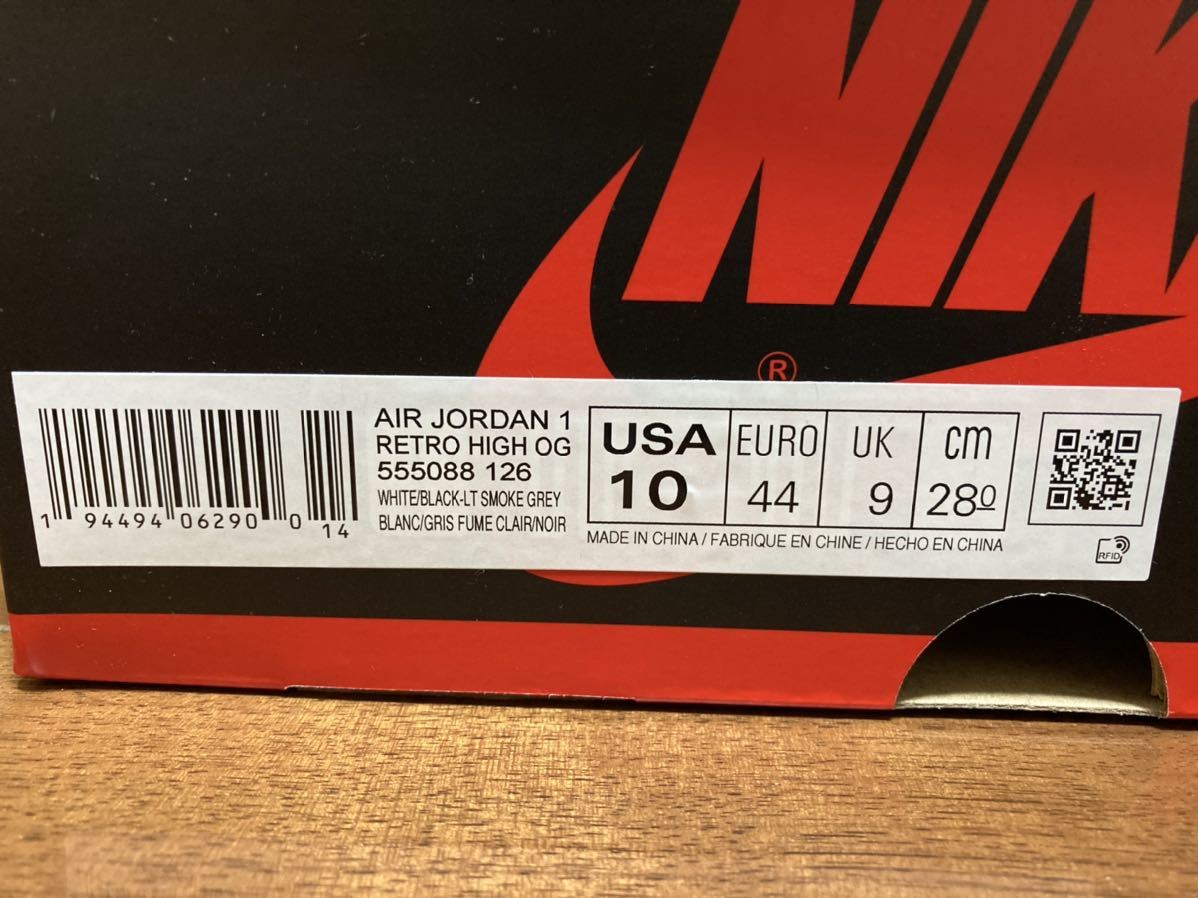 NIK
®
1 94494 06290 0 14
AIR JORDAN 1
RETRO HIGH OG
555088 126
WHITE/BLACK-LT SMOKE GREY
BLANC/GRIS FUME CLAIR/NOIR
USA EURO UK cm
10 44 9 28⁰
MADE IN CHINA / FABRIQUE EN CHINE / HECHO EN CHINA
RFID